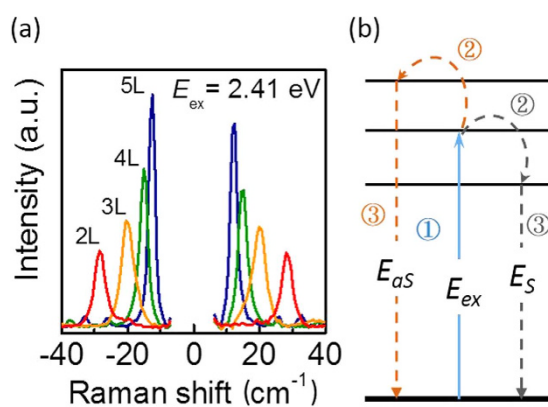 (a)
Intensity (a.u.)
5L
4L
3L
2L
E_ex = 2.41 eV
-40 -20 0 20 40
Raman shift (cm⁻¹)
(b)
②
②
③
①
③
E_aS
E_ex
E_S